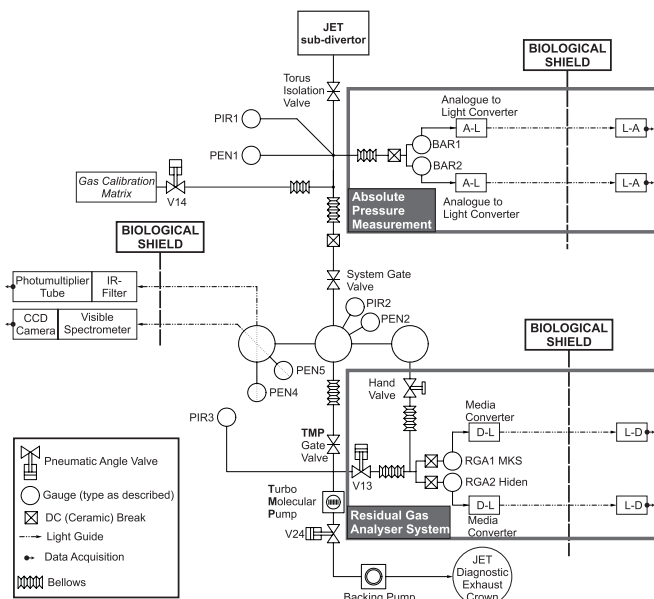 JET
sub-divertor
Torus
Isolation
Valve
PIR1
PEN1
Gas Calibration
Matrix
V14
BIOLOGICAL
SHIELD
Analogue to
Light Converter
A-L
L-A
BAR1
BAR2
A-L
L-A
Analogue to
Light Converter
Absolute
Pressure
Measurement
BIOLOGICAL
SHIELD
Photomultiplier
Tube
IR-
Filter
CCD
Camera
Visible
Spectrometer
System Gate
Valve
PIR2
PEN2
PEN5
PEN4
BIOLOGICAL
SHIELD
Hand
Valve
PIR3
TMP
Gate
Valve
V13
Media
Converter
D-L
L-D
RGA1 MKS
RGA2 Hiden
D-L
L-D
Media
Converter
Residual Gas
Analyser System
Turbo
Molecular
Pump
V24
Backing Pump
JET
Diagnostic
Exhaust
Crown
Pneumatic Angle Valve
Gauge (type as described)
DC (Ceramic) Break
Light Guide
Data Acquisition
Bellows